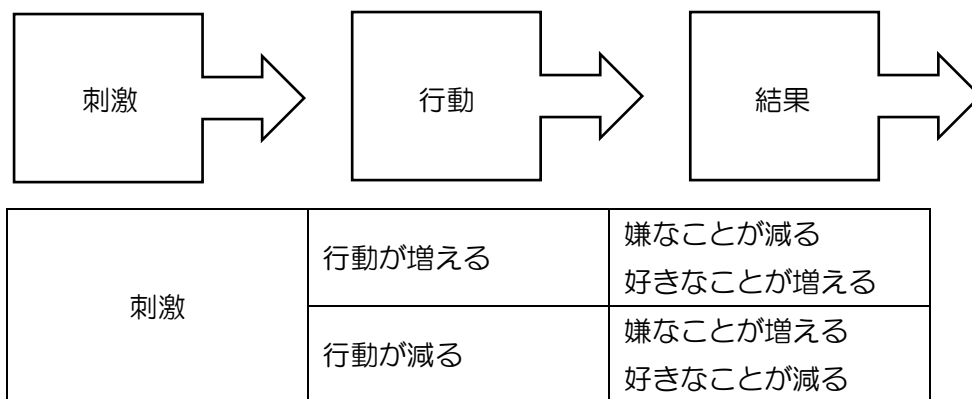 刺激
行動
結果
刺激
行動が増える
嫌なことが減る
好きなことが増える
行動が減る
嫌なことが増える
好きなことが減る